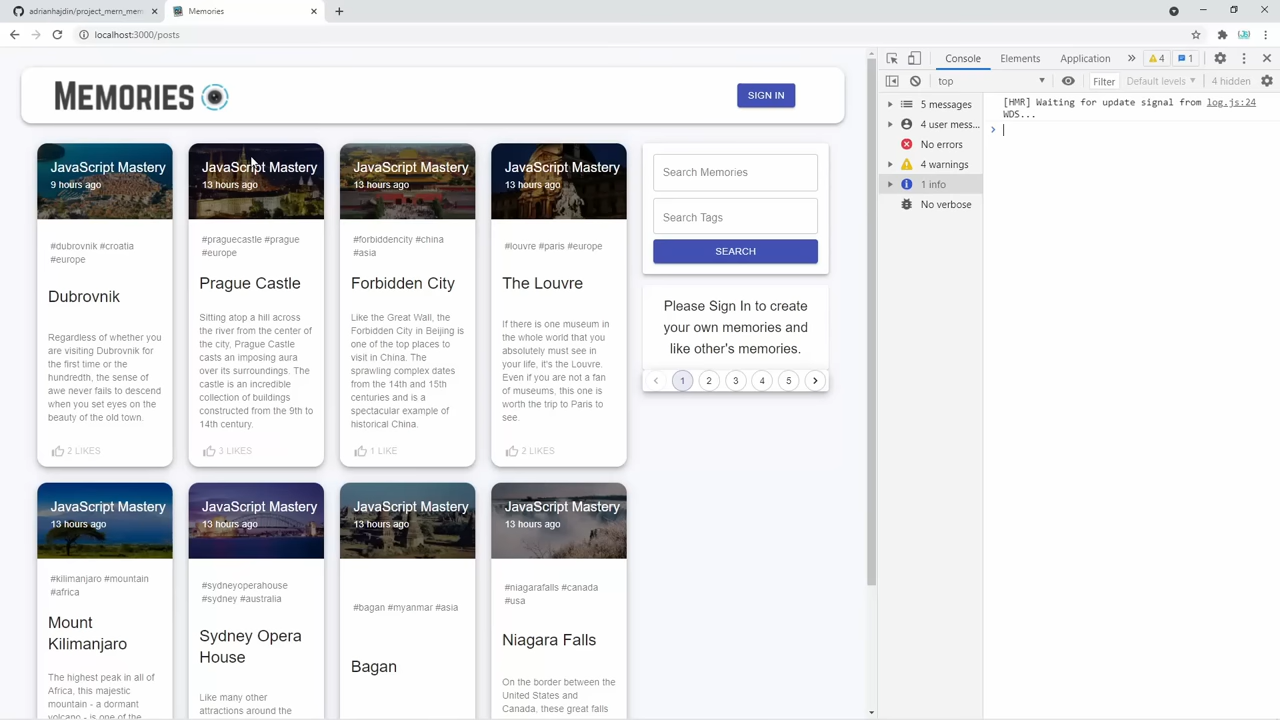 adrianhajdin/project_mern_mem
Memories
localhost:3000/posts
MEMORIES
SIGN IN
JavaScript Mastery
9 hours ago
#dubrovnik #croatia
#europe
Dubrovnik
Regardless of whether you
are visiting Dubrovnik for
the first time or the
hundredth, the sense of
awe never fails to descend
when you set eyes on the
beauty of the old town.
2 LIKES
JavaScript Mastery
13 hours ago
#praguecastle #prague
#europe
Prague Castle
Sitting atop a hill across
the river from the center of
the city, Prague Castle
casts an imposing aura
over its surroundings. The
castle is an incredible
collection of buildings
constructed from the 9th to
14th century.
3 LIKES
JavaScript Mastery
13 hours ago
#forbiddencity #china
#asia
Forbidden City
Like the Great Wall, the
Forbidden City in Beijing is
one of the top places to
visit in China. The
sprawling complex dates
from the 14th and 15th
centuries and is a
spectacular example of
historical China.
1 LIKE
JavaScript Mastery
13 hours ago
#louvre #paris #europe
The Louvre
If there is one museum in
the whole world that you
absolutely must see in
your life, it's the Louvre.
Even if you are not a fan
of museums, this one is
worth the trip to Paris to
see.
2 LIKES
Search Memories
Search Tags
SEARCH
Please Sign In to create
your own memories and
like other's memories.
1 2 3 4 5
JavaScript Mastery
13 hours ago
#kilimanjaro #mountain
#africa
Mount
Kilimanjaro
The highest peak in all of
Africa, this majestic
mountain - a dormant
volcano - is one of the
JavaScript Mastery
13 hours ago
#sydneyoperahouse
#sydney #australia
Sydney Opera
House
Like many other
attractions around the
JavaScript Mastery
13 hours ago
#bagan #myanmar #asia
Bagan
JavaScript Mastery
13 hours ago
#niagarafalls #canada
#usa
Niagara Falls
On the border between the
United States and
Canada, these great falls
Console Elements Application » 4 1
top Filter Default levels 4 hidden
5 messages
4 user mess...
No errors
4 warnings
1 info
No verbose
[HMR] Waiting for update signal from log.js:24
WDS...